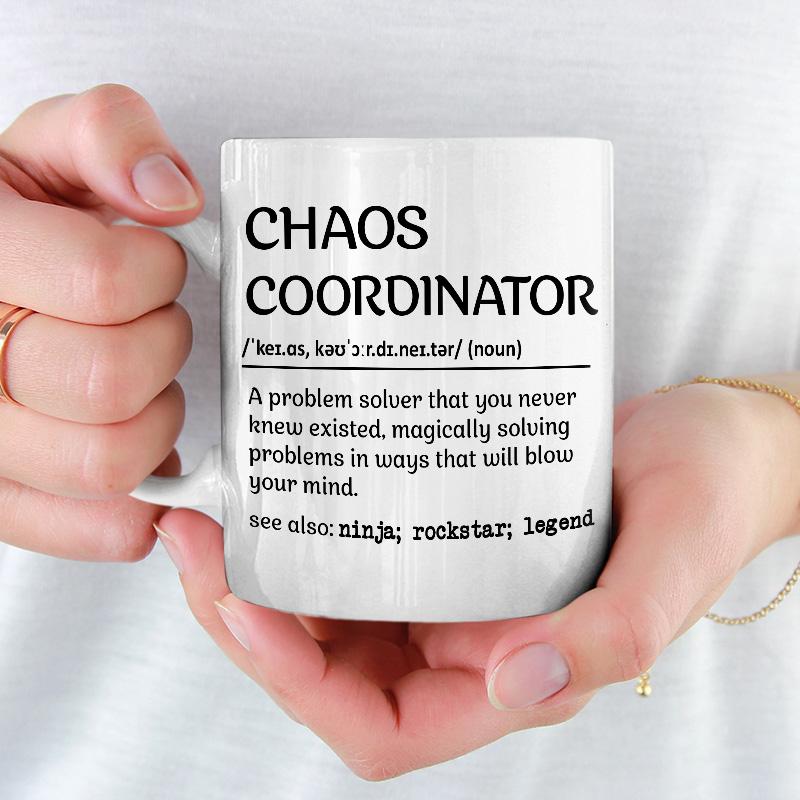 CHAOS
COORDINATOR
/ˈkeɪ.ɑs, kəʊˈɔːr.dɪ.neɪ.tər/ (noun)
A problem solver that you never
knew existed, magically solving
problems in ways that will blow
your mind.
see also: ninja; rockstar; legend